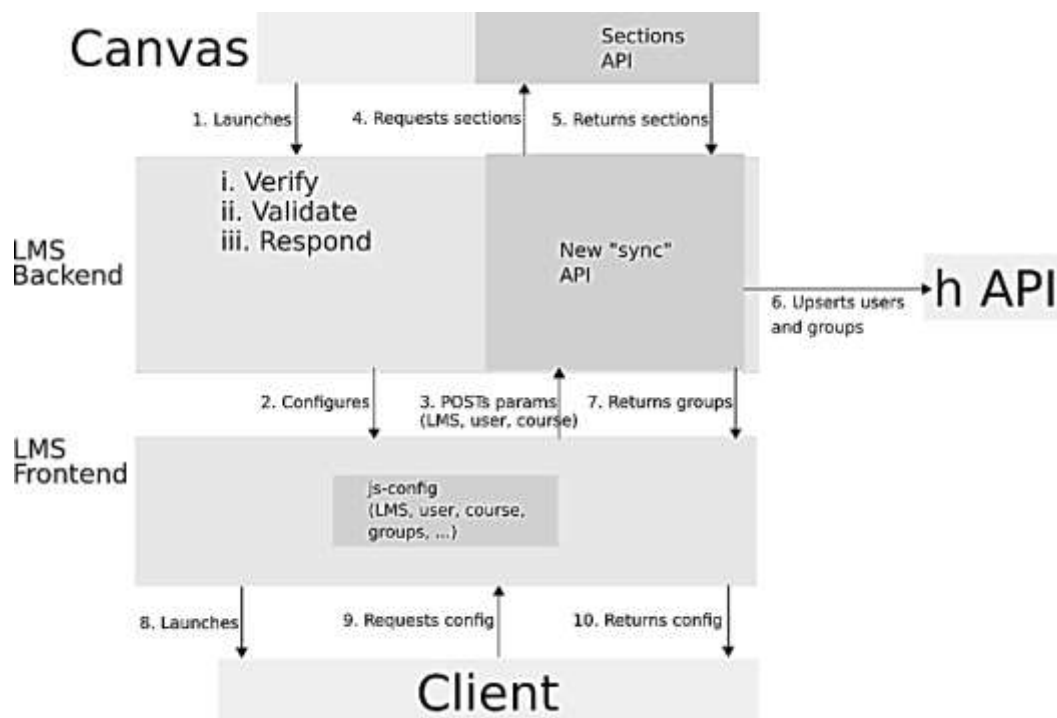 Canvas
Sections
API
1. Launches
4. Requests sections
5. Returns sections
i. Verify
ii. Validate
iii. Respond
LMS
Backend
New "sync"
API
h API
6. Upserts users
and groups
2. Configures
3. POSTs params
(LMS, user, course)
7. Returns groups
LMS
Frontend
js-config
(LMS, user, course,
groups, ...)
8. Launches
9. Requests config
10. Returns config
Client